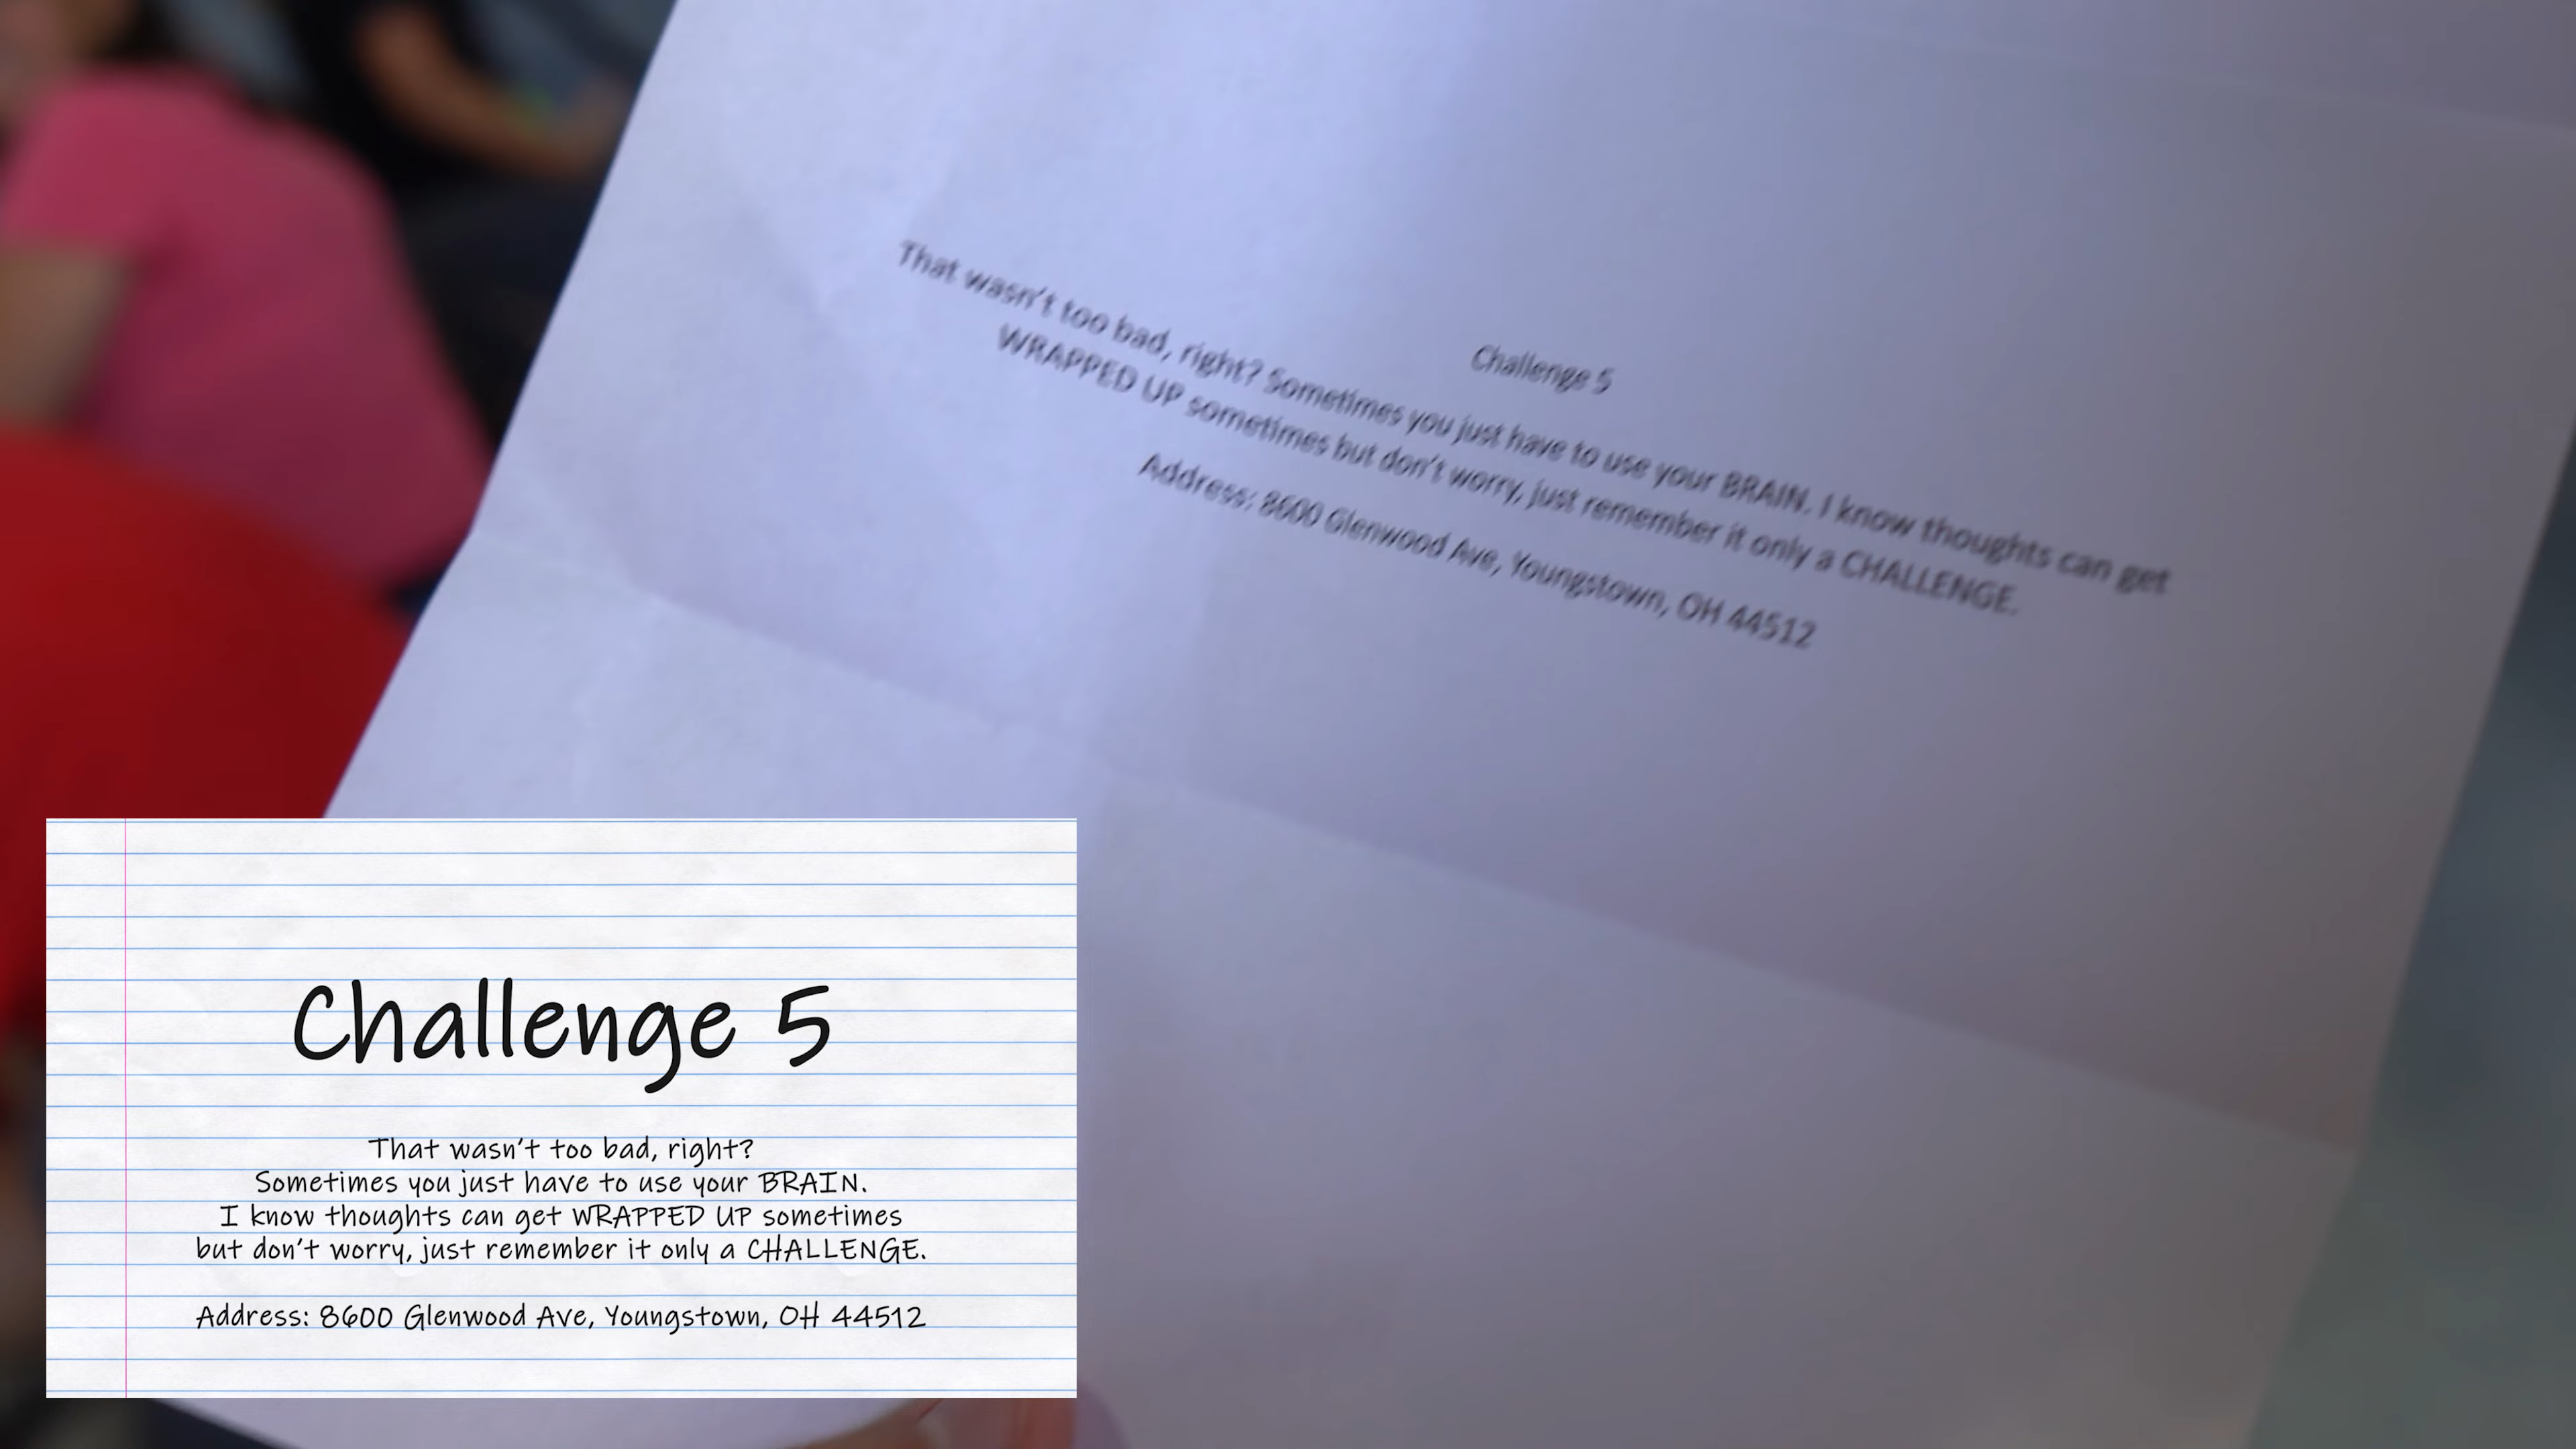 Challenge 5
That wasn't too bad, right? Sometimes you just have to use your BRAIN. I know thoughts can get
WRAPPED UP sometimes but don't worry, just remember it only a CHALLENGE.
Address: 8600 Glenwood Ave, Youngstown, OH 44512
Challenge 5
That wasn't too bad, right?
Sometimes you just have to use your BRAIN.
I know thoughts can get WRAPPED UP sometimes
but don't worry, just remember it only a CHALLENGE.
Address: 8600 Glenwood Ave, Youngstown, OH 44512